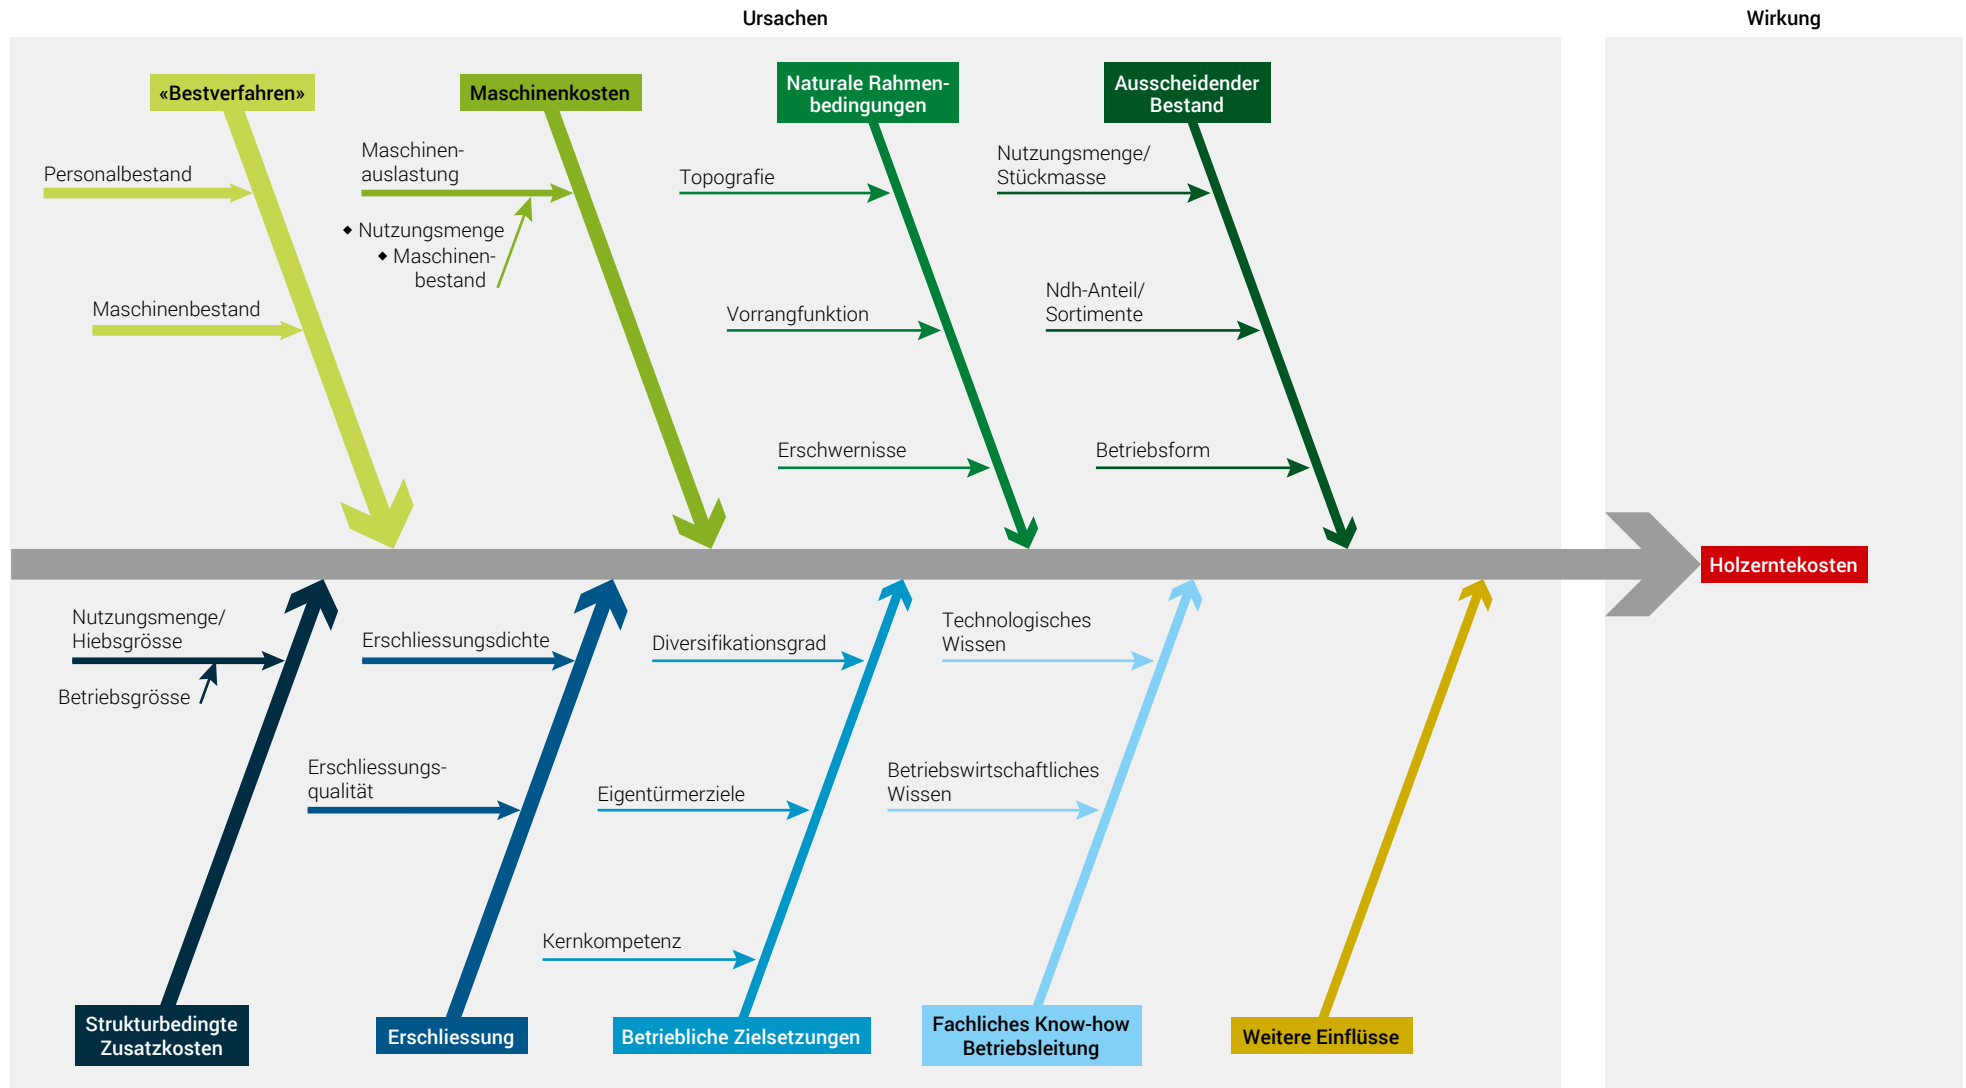 Ursachen
Wirkung
«Bestverfahren»
Maschinenkosten
Naturale Rahmen-
bedingungen
Ausscheidender
Bestand
Personalbestand
Maschinenbestand
Maschinen-
auslastung
◆ Nutzungsmenge
◆ Maschinen-
bestand
Topografie
Vorrangfunktion
Erschwernisse
Nutzungsmenge/
Stückmasse
Ndh-Anteil/
Sortimente
Betriebsform
Holzerntekosten
Nutzungsmenge/
Hiebsgrösse
Betriebsgrösse
Erschliessungsdichte
Erschliessungs-
qualität
Diversifikationsgrad
Eigentürmerziele
Kernkompetenz
Technologisches
Wissen
Betriebswirtschaftliches
Wissen
Strukturbedingte
Zusatzkosten
Erschliessung
Betriebliche Zielsetzungen
Fachliches Know-how
Betriebsleitung
Weitere Einflüsse